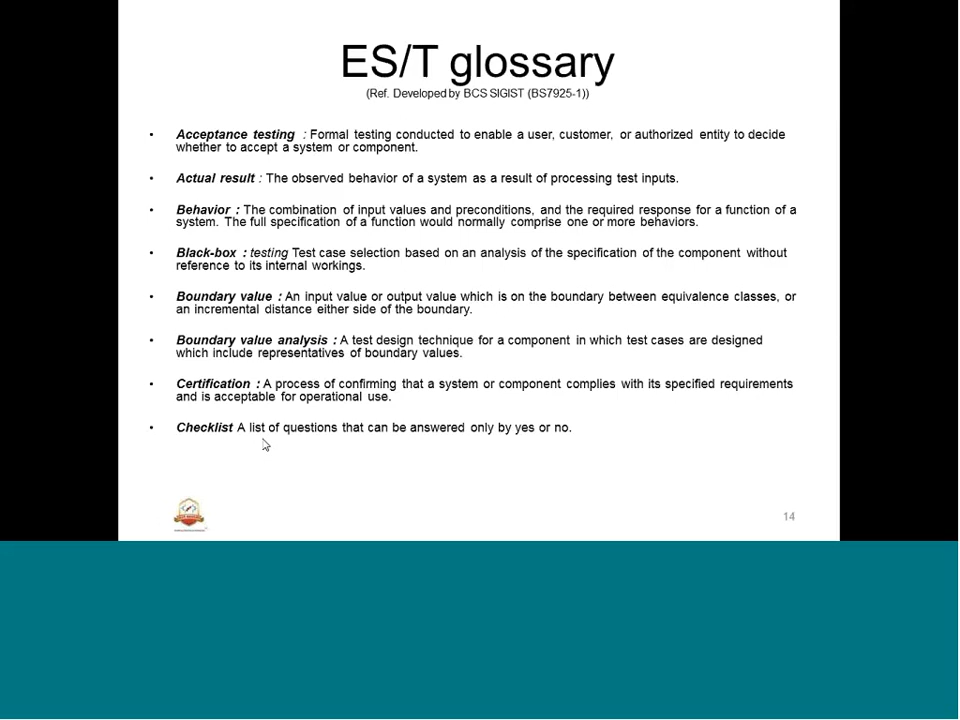 ES/T glossary
(Ref. Developed by BCS SIGIST (BS7925-1))
• Acceptance testing : Formal testing conducted to enable a user, customer, or authorized entity to decide
whether to accept a system or component.
• Actual result : The observed behavior of a system as a result of processing test inputs.
• Behavior : The combination of input values and preconditions, and the required response for a function of a
system. The full specification of a function would normally comprise one or more behaviors.
• Black-box : testing Test case selection based on an analysis of the specification of the component without
reference to its internal workings.
• Boundary value : An input value or output value which is on the boundary between equivalence classes, or
an incremental distance either side of the boundary.
• Boundary value analysis : A test design technique for a component in which test cases are designed
which include representatives of boundary values.
• Certification : A process of confirming that a system or component complies with its specified requirements
and is acceptable for operational use.
• Checklist A list of questions that can be answered only by yes or no.
14